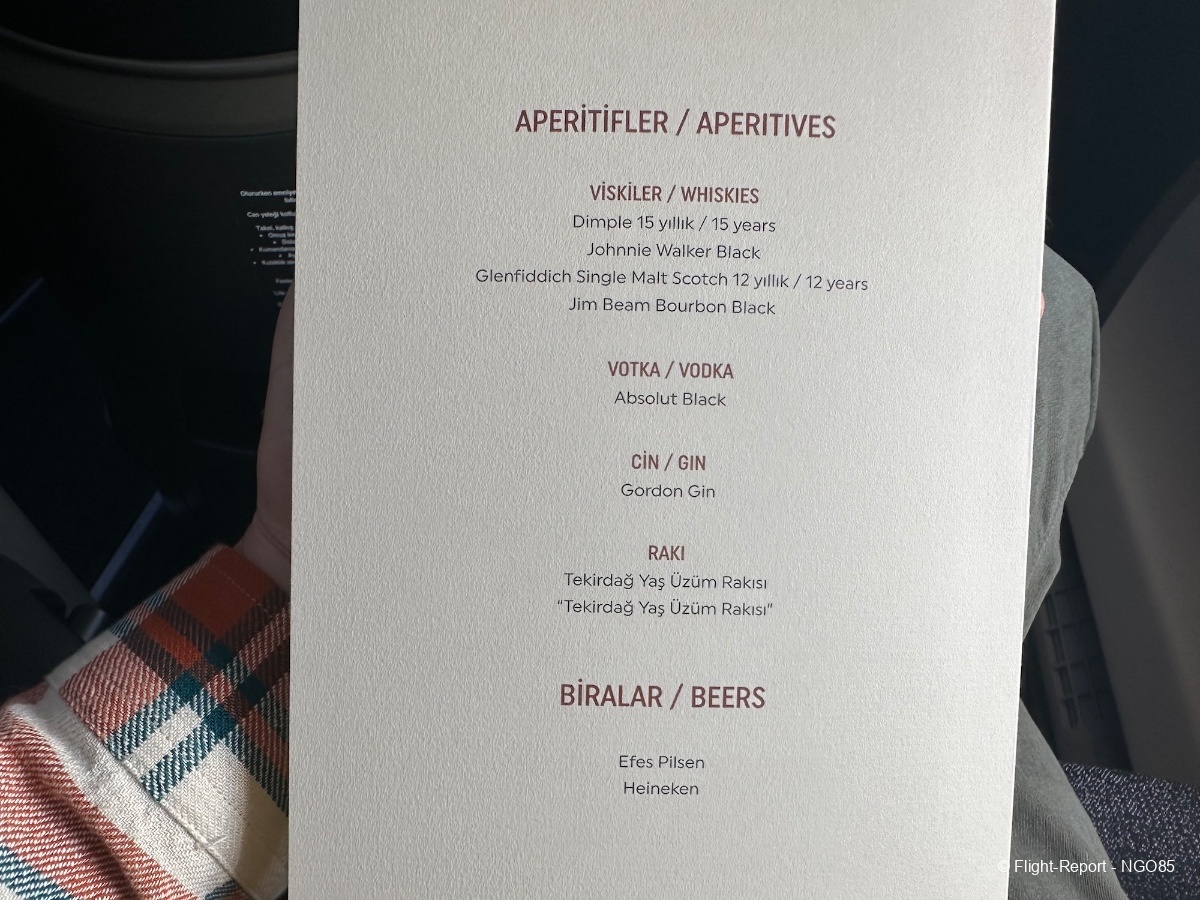 APERİTİFLER / APERITIVES
VİSKİLER / WHISKIES
Dimple 15 yıllık / 15 years
Johnnie Walker Black
Glenfiddich Single Malt Scotch 12 yıllık / 12 years
Jim Beam Bourbon Black
VOTKA / VODKA
Absolut Black
CİN / GIN
Gordon Gin
RAKI
Tekirdağ Yaş Üzüm Rakısı
“Tekirdağ Yaş Üzüm Rakısı”
BİRALAR / BEERS
Efes Pilsen
Heineken
© Flight-Report - NGO85